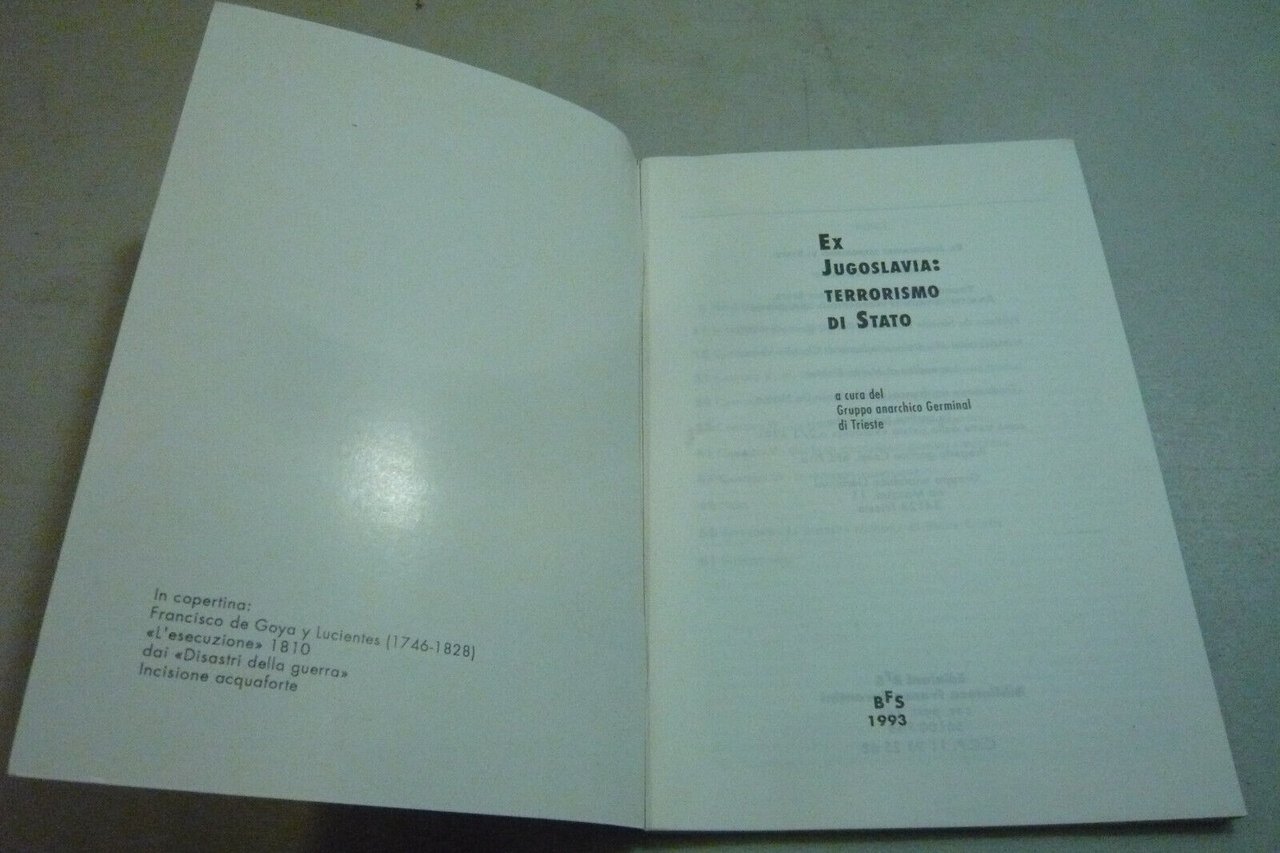 In copertina:
Francisco de Goya y Lucientes (1746-1828)
«L'esecuzione» 1810
dai «Disastri della guerra»
Incisione acquaforte
Ex
Jugoslavia:
terrorismo
di Stato
a cura del
Gruppo anarchico Germinal
di Trieste
BFS
1993